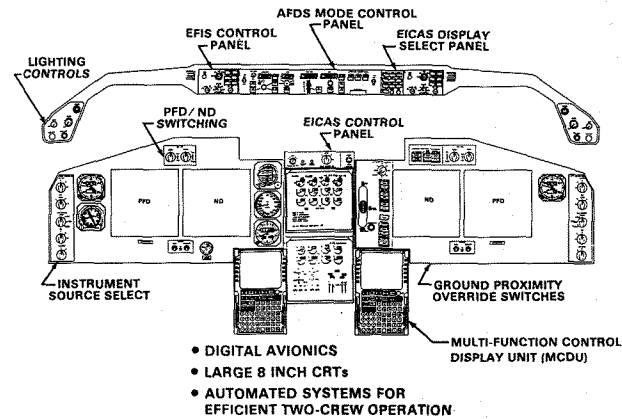 AFDS MODE CONTROL
PANEL
EFIS CONTROL
PANEL
EICAS DISPLAY
SELECT PANEL
LIGHTING
CONTROLS
PFD/ND
SWITCHING
EICAS CONTROL
PANEL
PFD
ND
ND
PFD
INSTRUMENT
SOURCE SELECT
GROUND PROXIMITY
OVERRIDE SWITCHES
MULTI-FUNCTION CONTROL
DISPLAY UNIT (MCDU)
• DIGITAL AVIONICS
• LARGE 8 INCH CRTs
• AUTOMATED SYSTEMS FOR
EFFICIENT TWO-CREW OPERATION